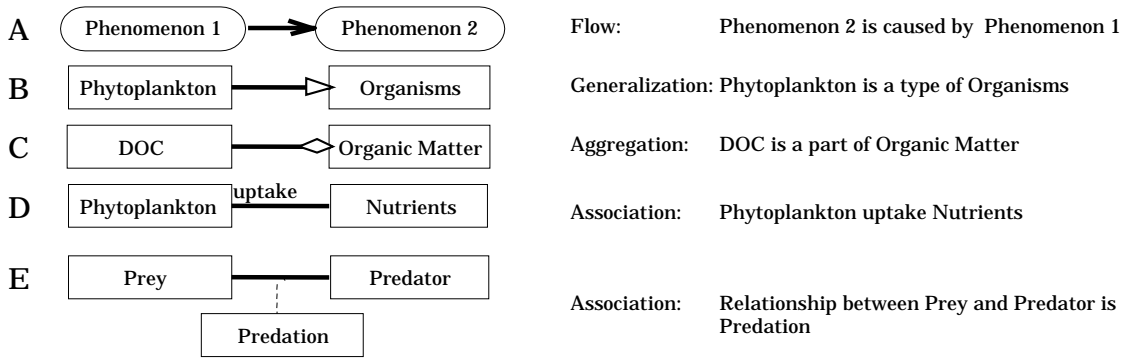 A Phenomenon 1 Phenomenon 2 Flow: Phenomenon 2 is caused by Phenomenon 1
B Phytoplankton Organisms Generalization: Phytoplankton is a type of Organisms
C DOC Organic Matter Aggregation: DOC is a part of Organic Matter
uptake
D Phytoplankton Nutrients Association: Phytoplankton uptake Nutrients
E Prey Predator
Association: Relationship between Prey and Predator is
Predation Predation